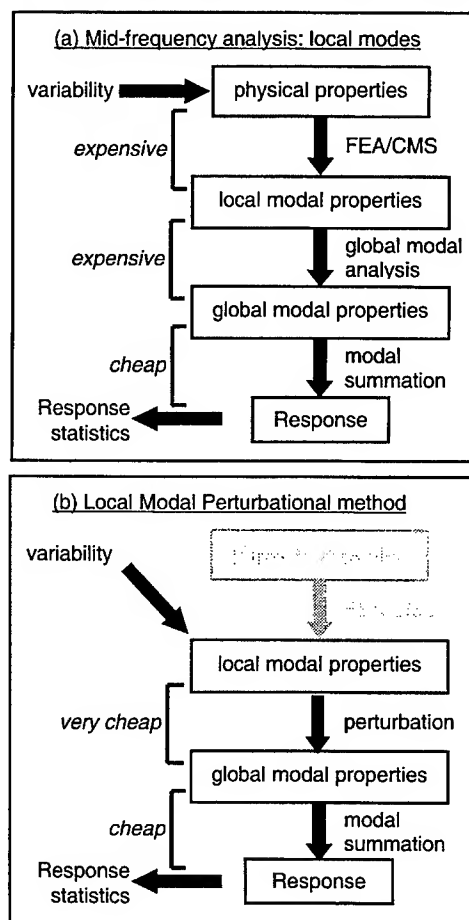 (a) Mid-frequency analysis: local modes
variability
physical properties
expensive
FEA/CMS
local modal properties
expensive
global modal
analysis
global modal properties
cheap
modal
summation
Response
statistics
Response
(b) Local Modal Perturbational method
variability
local modal properties
very cheap
perturbation
global modal properties
cheap
modal
summation
Response
statistics
Response